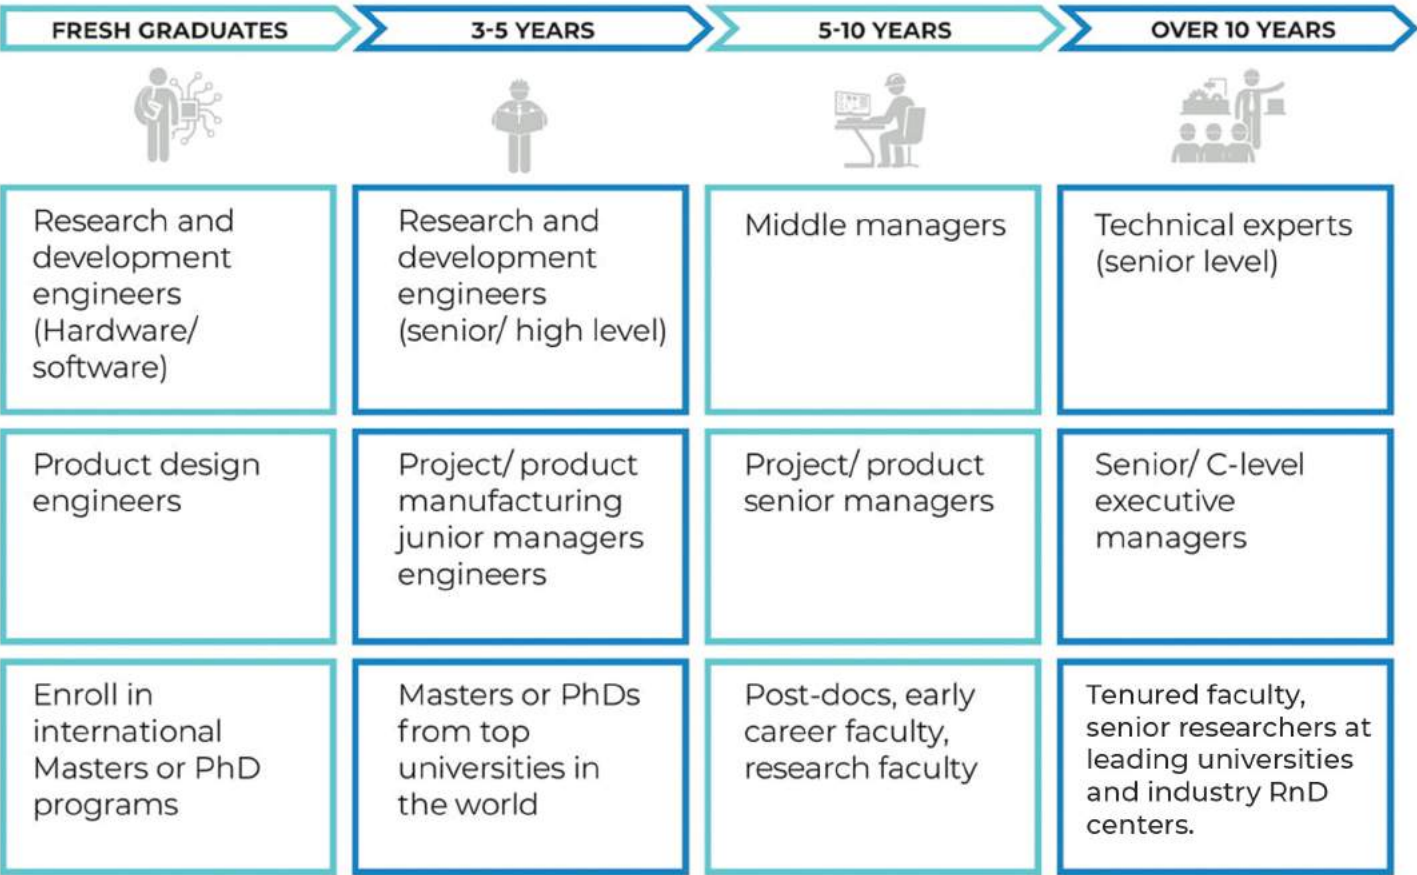 FRESH GRADUATES
3-5 YEARS
5-10 YEARS
OVER 10 YEARS
Research and
development
engineers
(Hardware/
software)
Research and
development
engineers
(senior/ high level)
Middle managers
Technical experts
(senior level)
Product design
engineers
Project/ product
manufacturing
junior managers
engineers
Project/ product
senior managers
Senior/ C-level
executive
managers
Enroll in
international
Masters or PhD
programs
Masters or PhDs
from top
universities in
the world
Post-docs, early
career faculty,
research faculty
Tenured faculty,
senior researchers at
leading universities
and industry RnD
centers.